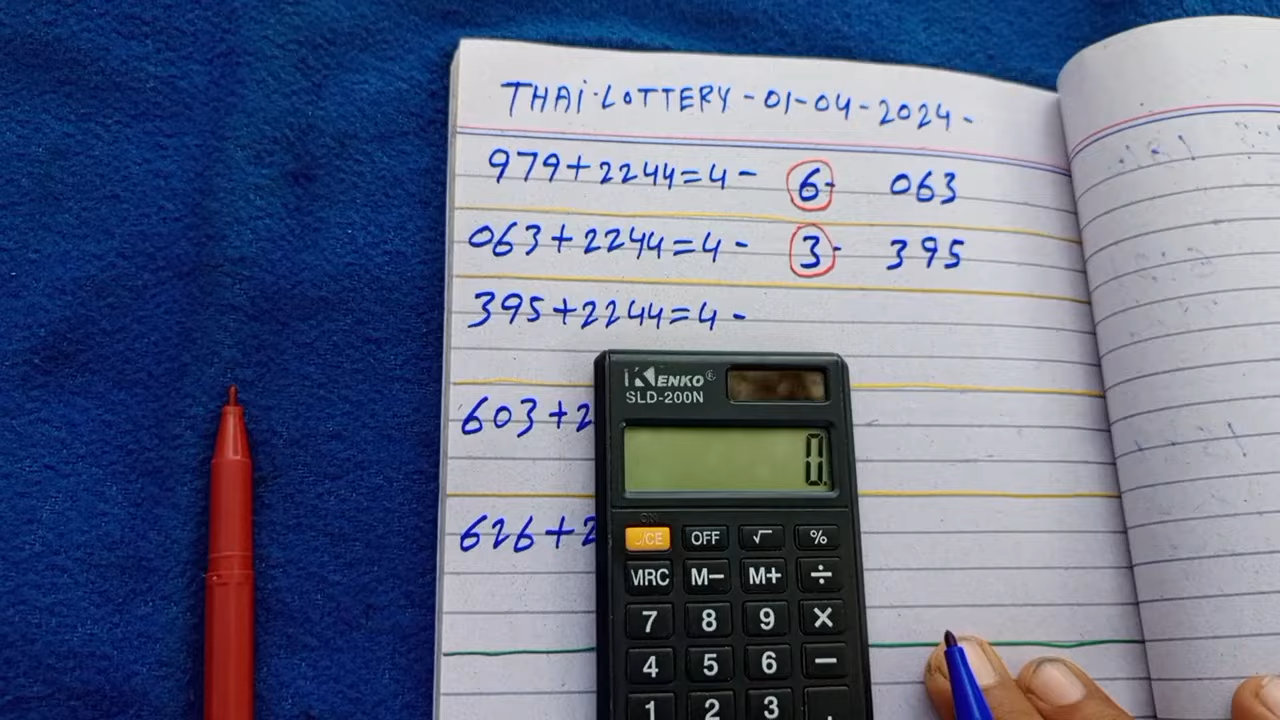 THAI.LOTTERY-01-04-2024-
979+2244=4- 6- 063
063+2244=4- 3- 395
395+2244=4-
603+2
626+2
KENKO®
SLD-200N
0.
ON
/CE OFF √ %
MRC M− M+ ÷
7 8 9 ×
4 5 6 −
1 2 3